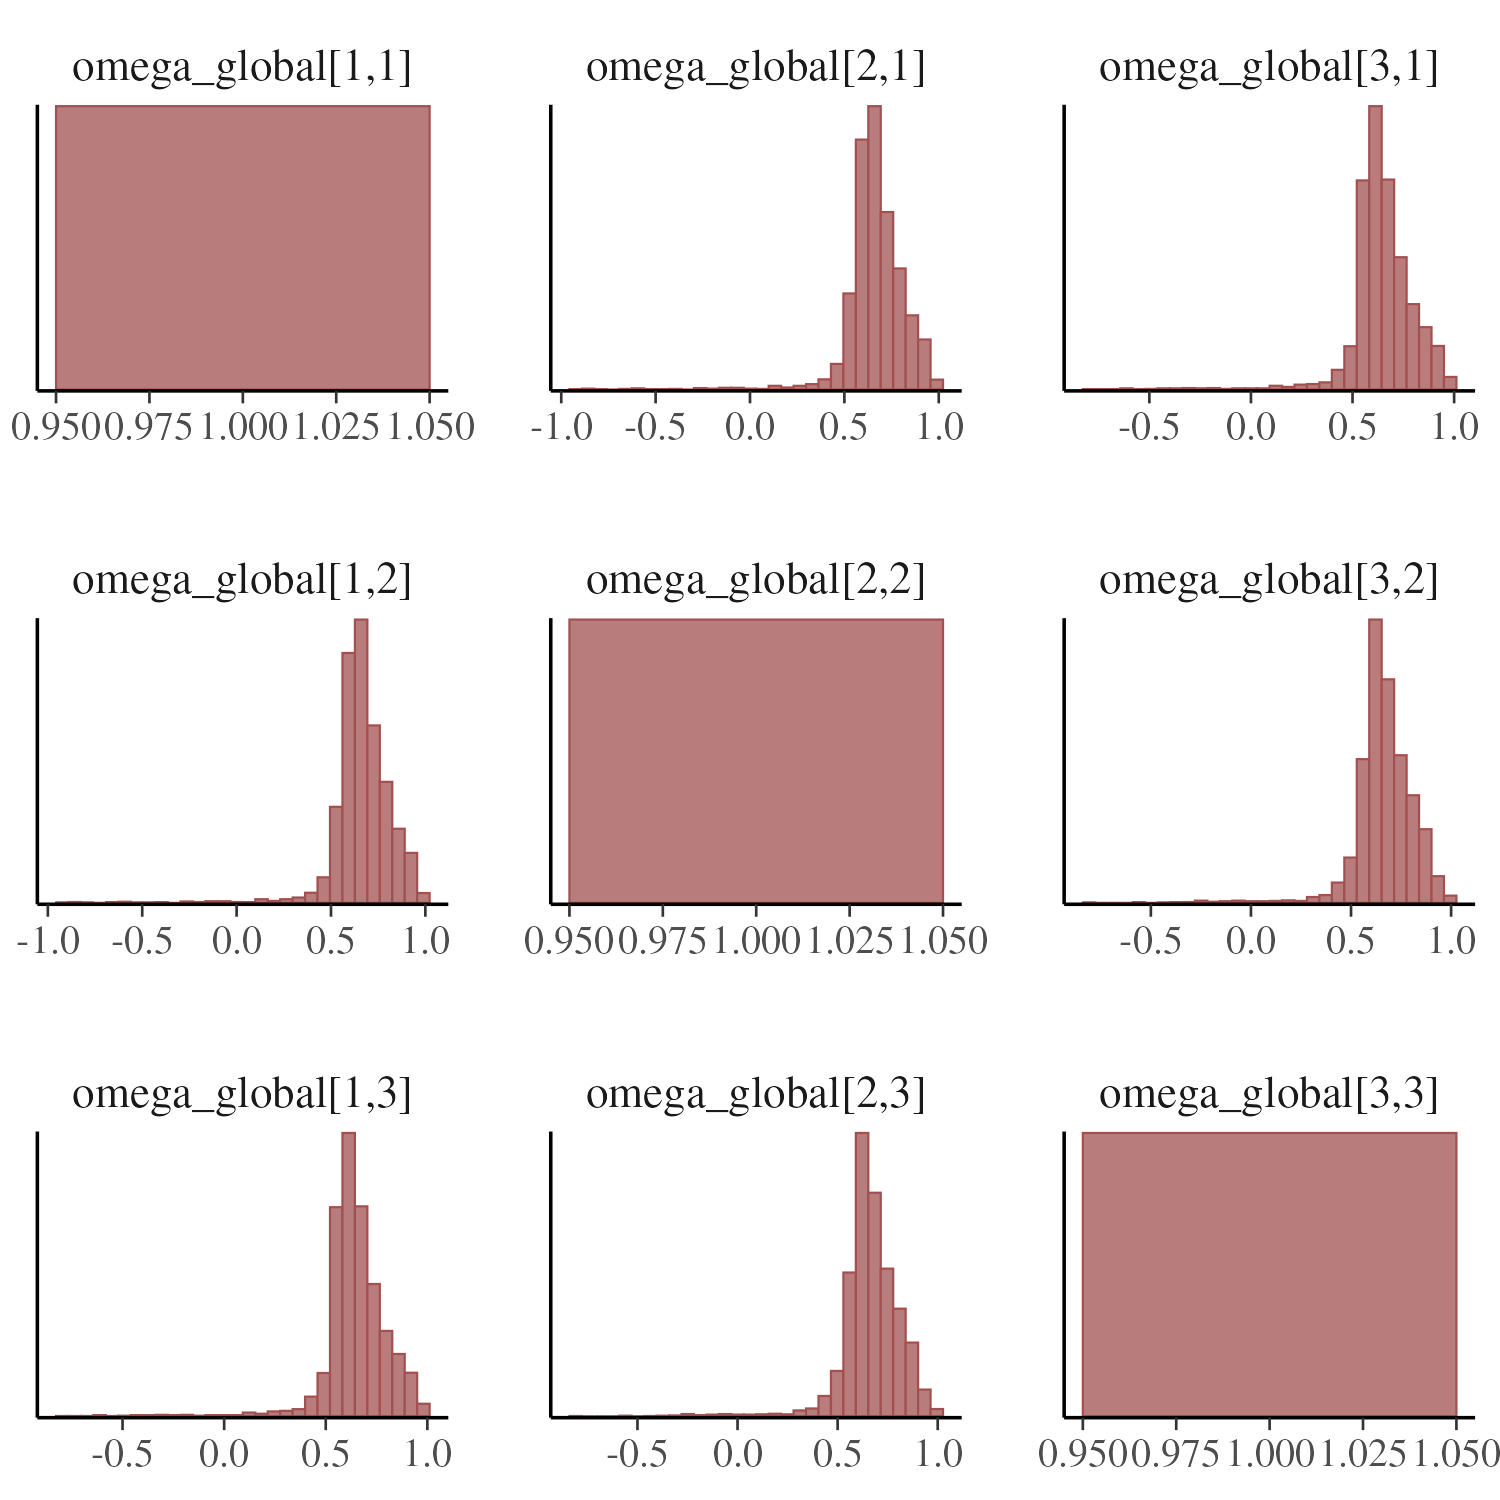 omega_global[1,1] omega_global[2,1] omega_global[3,1]
0.950 0.975 1.000 1.025 1.050 -1.0 -0.5 0.0 0.5 1.0 -0.5 0.0 0.5 1.0
omega_global[1,2] omega_global[2,2] omega_global[3,2]
-1.0 -0.5 0.0 0.5 1.0 0.950 0.975 1.000 1.025 1.050 -0.5 0.0 0.5 1.0
omega_global[1,3] omega_global[2,3] omega_global[3,3]
-0.5 0.0 0.5 1.0 -0.5 0.0 0.5 1.0 0.950 0.975 1.000 1.025 1.050